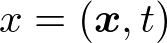 x = (𝒙, t)